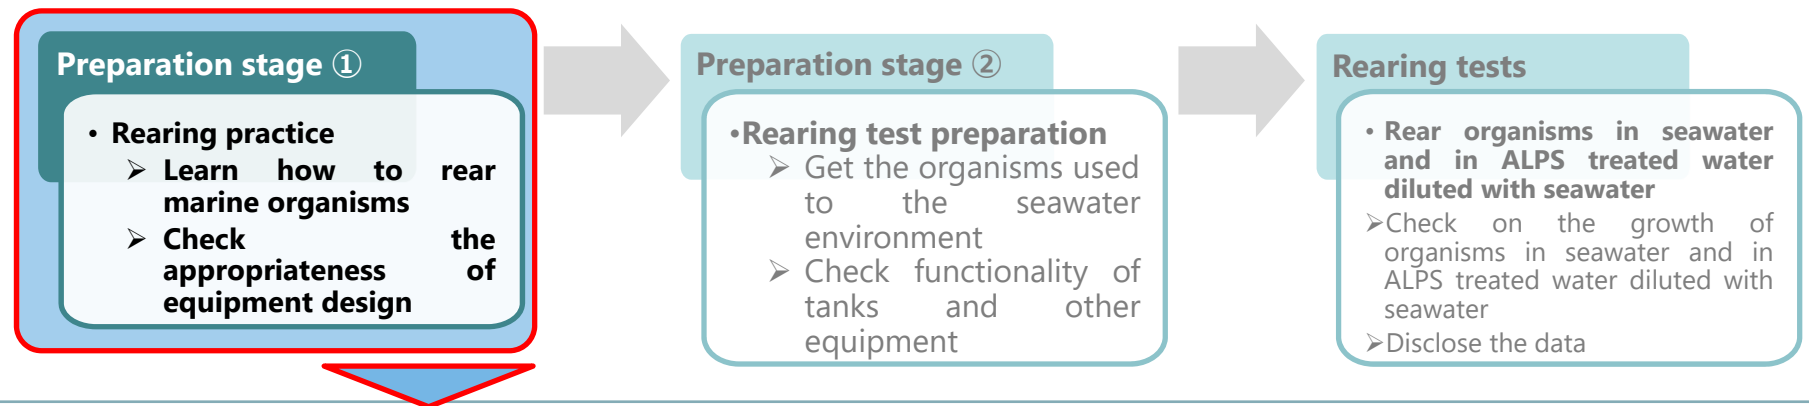 Preparation stage ①
• Rearing practice
➢ Learn how to rear
marine organisms
➢ Check the
appropriateness of
equipment design
Preparation stage ②
•Rearing test preparation
➢ Get the organisms used
to the seawater
environment
➢ Check functionality of
tanks and other
equipment
Rearing tests
• Rear organisms in seawater
and in ALPS treated water
diluted with seawater
➢Check on the growth of
organisms in seawater and in
ALPS treated water diluted with
seawater
➢Disclose the data